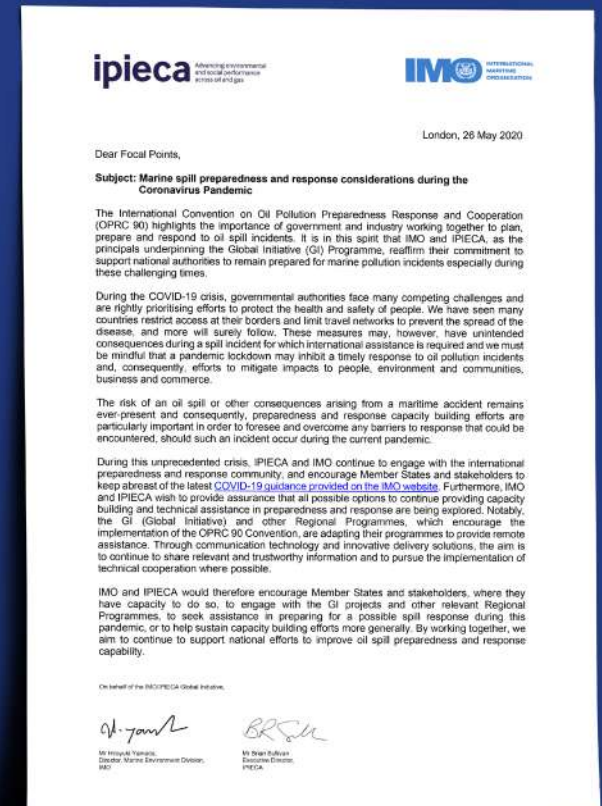 ipieca
Advancing environmental
and social performance
across oil and gas
IMO
INTERNATIONAL
MARITIME
ORGANIZATION
London, 26 May 2020
Dear Focal Points,
Subject: Marine spill preparedness and response considerations during the
Coronavirus Pandemic
The International Convention on Oil Pollution Preparedness Response and Cooperation
(OPRC 90) highlights the importance of government and industry working together to plan,
prepare and respond to oil spill incidents. It is in this spirit that IMO and IPIECA, as the
principals underpinning the Global Initiative (GI) Programme, reaffirm their commitment to
support national authorities to remain prepared for marine pollution incidents especially during
these challenging times.
During the COVID-19 crisis, governmental authorities face many competing challenges and
are rightly prioritising efforts to protect the health and safety of people. We have seen many
countries restrict access at their borders and limit travel networks to prevent the spread of the
disease, and more will surely follow. These measures may, however, have unintended
consequences during a spill incident for which international assistance is required and we must
be mindful that a pandemic lockdown may inhibit a timely response to oil pollution incidents
and, consequently, efforts to mitigate impacts to people, environment and communities,
business and commerce.
The risk of an oil spill or other consequences arising from a maritime accident remains
ever-present and consequently, preparedness and response capacity building efforts are
particularly important in order to foresee and overcome any barriers to response that could be
encountered, should such an incident occur during the current pandemic.
During this unprecedented crisis, IPIECA and IMO continue to engage with the international
preparedness and response community, and encourage Member States and stakeholders to
keep abreast of the latest COVID-19 guidance provided on the IMO website. Furthermore, IMO
and IPIECA wish to provide assurance that all possible options to continue providing capacity
building and technical assistance in preparedness and response are being explored. Notably,
the GI (Global Initiative) and other Regional Programmes, which encourage the
implementation of the OPRC 90 Convention, are adapting their programmes to provide remote
assistance. Through communication technology and innovative delivery solutions, the aim is
to continue to share relevant and trustworthy information and to pursue the implementation of
technical cooperation where possible.
IMO and IPIECA would therefore encourage Member States and stakeholders, where they
have capacity to do so, to engage with the GI projects and other relevant Regional
Programmes, to seek assistance in preparing for a possible spill response during this
pandemic, or to help sustain capacity building efforts more generally. By working together, we
aim to continue to support national efforts to improve oil spill preparedness and response
capability.
On behalf of the IMO/IPIECA Global Initiative,
Mr Hiroyuki Yamada,
Director, Marine Environment Division,
IMO
Mr Brian Sullivan
Executive Director,
IPIECA